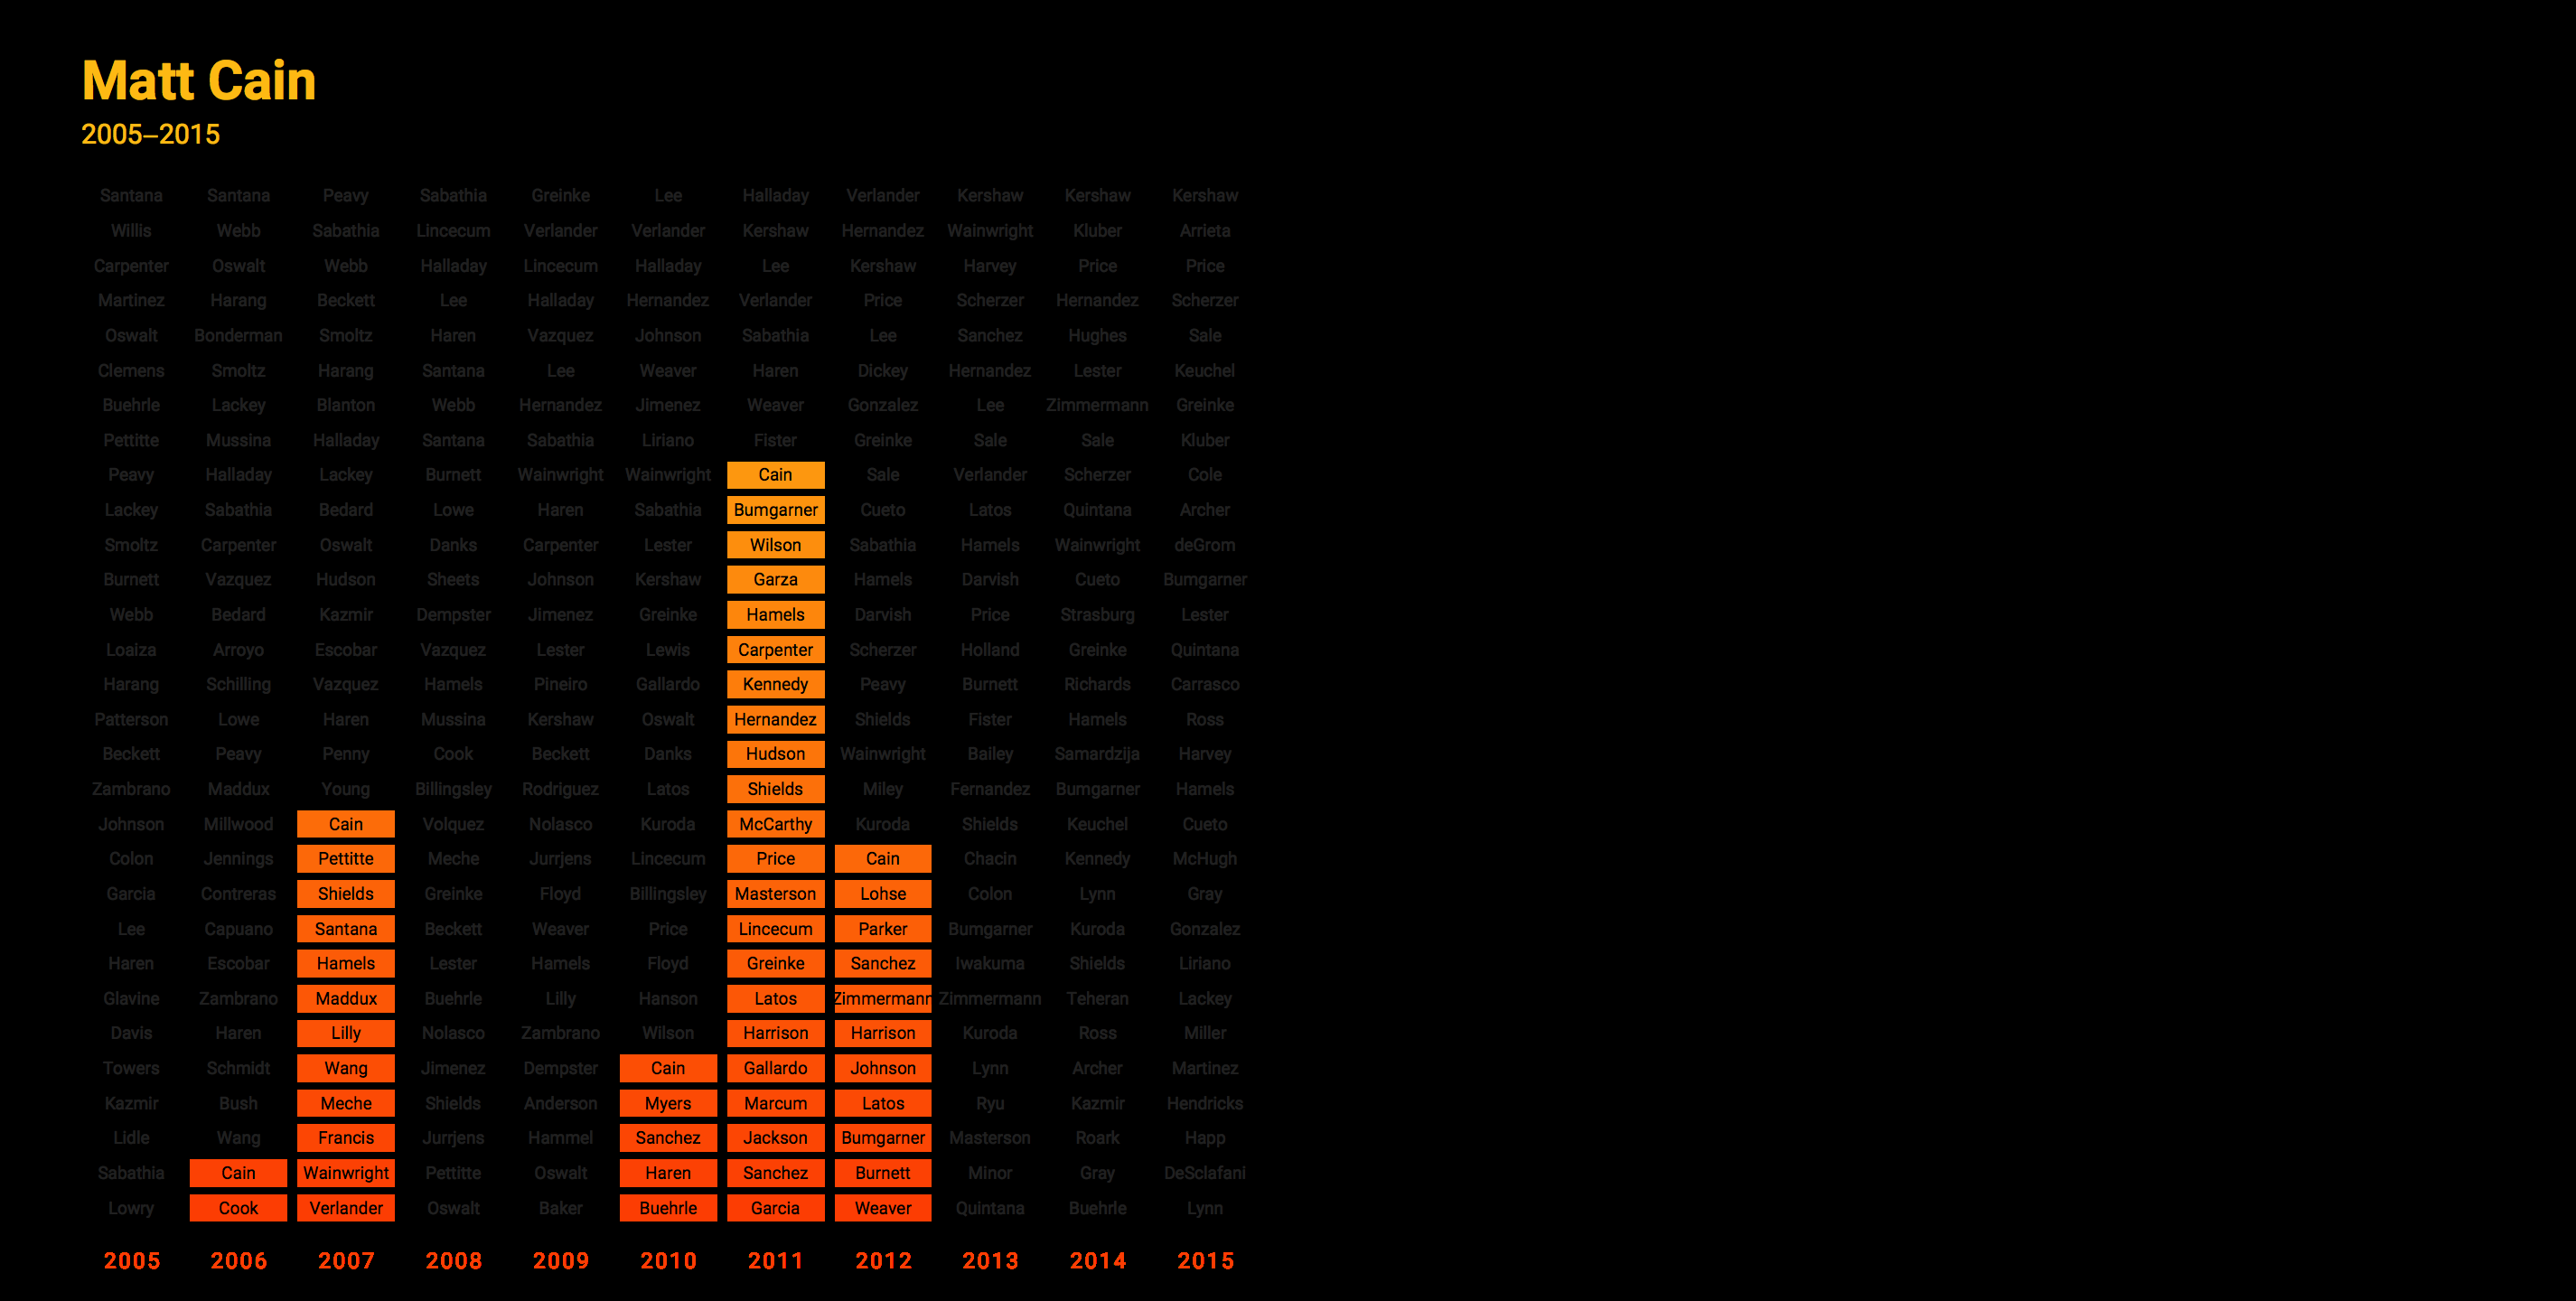 Matt Cain
2005–2015
Santana Santana Peavy Sabathia Greinke Lee Halladay Verlander Kershaw Kershaw Kershaw
Willis Webb Sabathia Lincecum Verlander Verlander Kershaw Hernandez Wainwright Kluber Arrieta
Carpenter Oswalt Webb Halladay Lincecum Halladay Lee Kershaw Harvey Price Price
Martinez Harang Beckett Lee Halladay Hernandez Verlander Price Scherzer Hernandez Scherzer
Oswalt Bonderman Smoltz Haren Vazquez Johnson Sabathia Lee Sanchez Hughes Sale
Clemens Smoltz Harang Santana Lee Weaver Haren Dickey Hernandez Lester Keuchel
Buehrle Lackey Blanton Webb Hernandez Jimenez Weaver Gonzalez Lee Zimmermann Greinke
Pettitte Mussina Halladay Santana Sabathia Liriano Fister Greinke Sale Sale Kluber
Peavy Halladay Lackey Burnett Wainwright Wainwright Cain Sale Verlander Scherzer Cole
Lackey Sabathia Bedard Lowe Haren Sabathia Bumgarner Cueto Latos Quintana Archer
Smoltz Carpenter Oswalt Danks Carpenter Lester Wilson Sabathia Hamels Wainwright deGrom
Burnett Vazquez Hudson Sheets Johnson Kershaw Garza Hamels Darvish Cueto Bumgarner
Webb Bedard Kazmir Dempster Jimenez Greinke Hamels Darvish Price Strasburg Lester
Loaiza Arroyo Escobar Vazquez Lester Lewis Carpenter Scherzer Holland Greinke Quintana
Harang Schilling Vazquez Hamels Pineiro Gallardo Kennedy Peavy Burnett Richards Carrasco
Patterson Lowe Haren Mussina Kershaw Oswalt Hernandez Shields Fister Hamels Ross
Beckett Peavy Penny Cook Beckett Danks Hudson Wainwright Bailey Samardzija Harvey
Zambrano Maddux Young Billingsley Rodriguez Latos Shields Miley Fernandez Bumgarner Hamels
Johnson Millwood Cain Volquez Nolasco Kuroda McCarthy Kuroda Shields Keuchel Cueto
Colon Jennings Pettitte Meche Jurrjens Lincecum Price Cain Chacin Kennedy McHugh
Garcia Contreras Shields Greinke Floyd Billingsley Masterson Lohse Colon Lynn Gray
Lee Capuano Santana Beckett Weaver Price Lincecum Parker Bumgarner Kuroda Gonzalez
Haren Escobar Hamels Lester Hamels Floyd Greinke Sanchez Iwakuma Shields Liriano
Glavine Zambrano Maddux Buehrle Lilly Hanson Latos Zimmermann Zimmermann Teheran Lackey
Davis Haren Lilly Nolasco Zambrano Wilson Harrison Harrison Kuroda Ross Miller
Towers Schmidt Wang Jimenez Dempster Cain Gallardo Johnson Lynn Archer Martinez
Kazmir Bush Meche Shields Anderson Myers Marcum Latos Ryu Kazmir Hendricks
Lidle Wang Francis Jurrjens Hammel Sanchez Jackson Bumgarner Masterson Roark Happ
Sabathia Cain Wainwright Pettitte Oswalt Haren Sanchez Burnett Minor Gray DeSclafani
Lowry Cook Verlander Oswalt Baker Buehrle Garcia Weaver Quintana Buehrle Lynn
2005 2006 2007 2008 2009 2010 2011 2012 2013 2014 2015